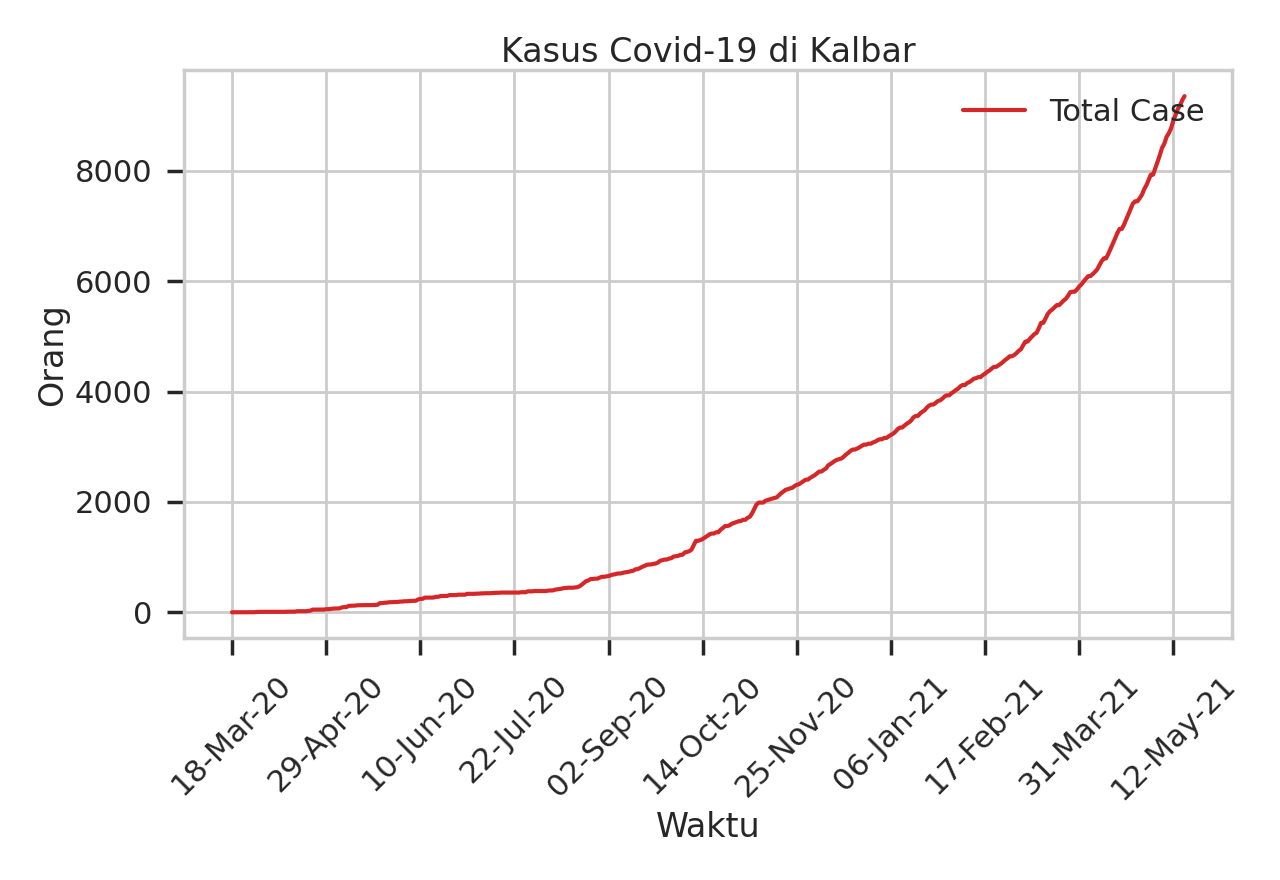 Kasus Covid-19 di Kalbar
Total Case
Orang
8000
6000
4000
2000
0
18-Mar-20
29-Apr-20
10-Jun-20
22-Jul-20
02-Sep-20
14-Oct-20
25-Nov-20
06-Jan-21
17-Feb-21
31-Mar-21
12-May-21
Waktu